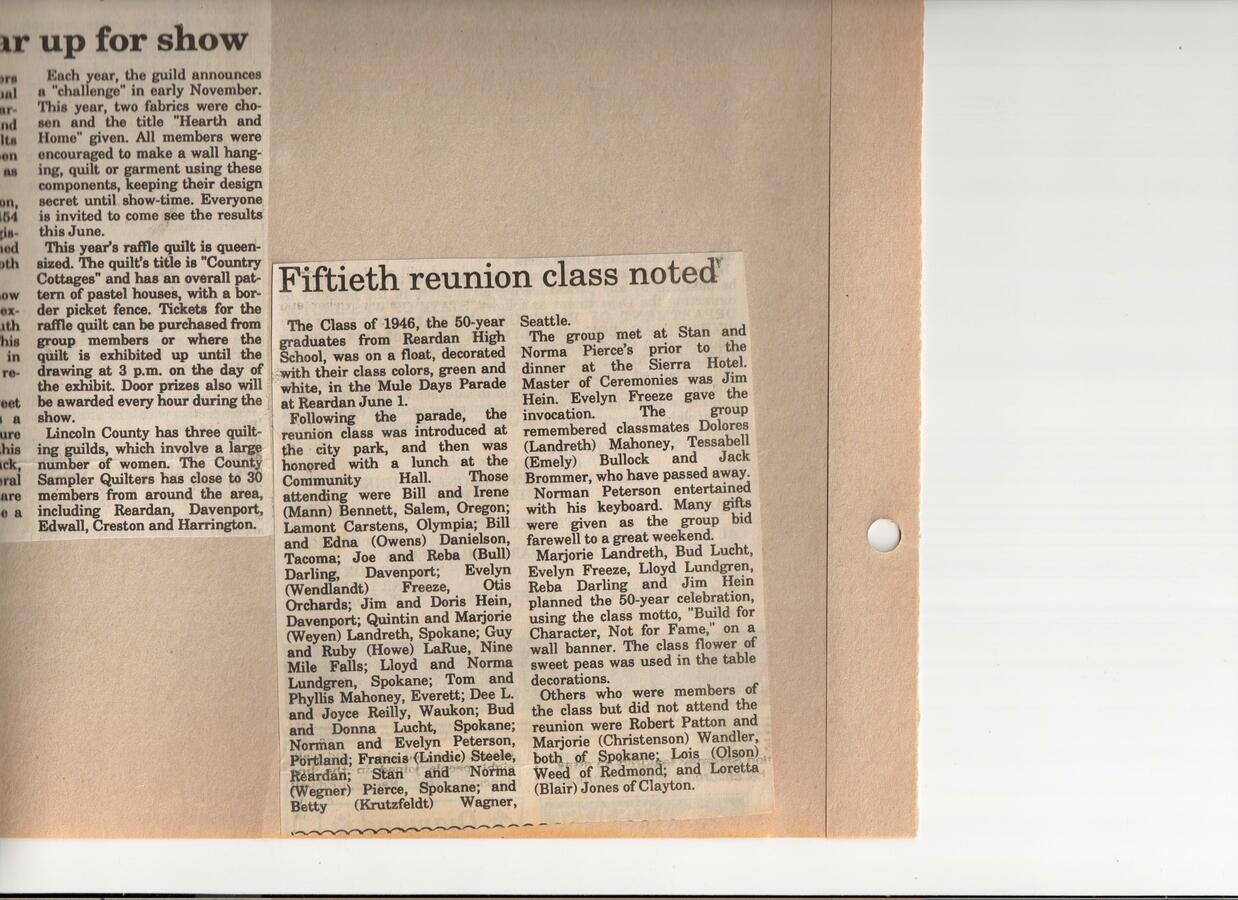 up for show
Each year, the guild announces
a "challenge" in early November.
This year, two fabrics were cho-
sen and the title "Hearth and
Home" given. All members were
encouraged to make a wall hang-
ing, quilt or garment using these
components, keeping their design
secret until show-time. Everyone
is invited to come see the results
this June.
This year's raffle quilt is queen-
sized. The quilt's title is "Country
Cottages" and has an overall pat-
tern of pastel houses, with a bor-
der picket fence. Tickets for the
raffle quilt can be purchased from
group members or where the
quilt is exhibited up until the
drawing at 3 p.m. on the day of
the exhibit. Door prizes also will
be awarded every hour during the
show.
Lincoln County has three quilt-
ing guilds, which involve a large
number of women. The County
Sampler Quilters has close to 30
members from around the area,
including Reardan, Davenport,
Edwall, Creston and Harrington.
Fiftieth reunion class noted
The Class of 1946, the 50-year
graduates from Reardan High
School, was on a float, decorated
with their class colors, green and
white, in the Mule Days Parade
at Reardan June 1.
Following the parade, the
reunion class was introduced at
the city park, and then was
honored with a lunch at the
Community Hall. Those
attending were Bill and Irene
(Mann) Bennett, Salem, Oregon;
Lamont Carstens, Olympia; Bill
and Edna (Owens) Danielson,
Tacoma; Joe and Reba (Bull)
Darling, Davenport; Evelyn
(Wendlandt) Freeze, Otis
Orchards; Jim and Doris Hein,
Davenport; Quintin and Marjorie
(Weyen) Landreth, Spokane; Guy
and Ruby (Howe) LaRue, Nine
Mile Falls; Lloyd and Norma
Lundgren, Spokane; Tom and
Phyllis Mahoney, Everett; Dee L.
and Joyce Reilly, Waukon; Bud
and Donna Lucht, Spokane;
Norman and Evelyn Peterson,
Portland; Francis (Lindic) Steele,
Reardan; Stan and Norma
(Wegner) Pierce, Spokane; and
Betty (Krutzfeldt) Wagner,
Seattle.
The group met at Stan and
Norma Pierce's prior to the
dinner at the Sierra Hotel.
Master of Ceremonies was Jim
Hein. Evelyn Freeze gave the
invocation. The group
remembered classmates Dolores
(Landreth) Mahoney, Tessabell
(Emely) Bullock and Jack
Brommer, who have passed away.
Norman Peterson entertained
with his keyboard. Many gifts
were given as the group bid
farewell to a great weekend.
Marjorie Landreth, Bud Lucht,
Evelyn Freeze, Lloyd Lundgren,
Reba Darling and Jim Hein
planned the 50-year celebration,
using the class motto, "Build for
Character, Not for Fame," on a
wall banner. The class flower of
sweet peas was used in the table
decorations.
Others who were members of
the class but did not attend the
reunion were Robert Patton and
Marjorie (Christenson) Wandler,
both of Spokane; Lois (Olson)
Weed of Redmond; and Loretta
(Blair) Jones of Clayton.